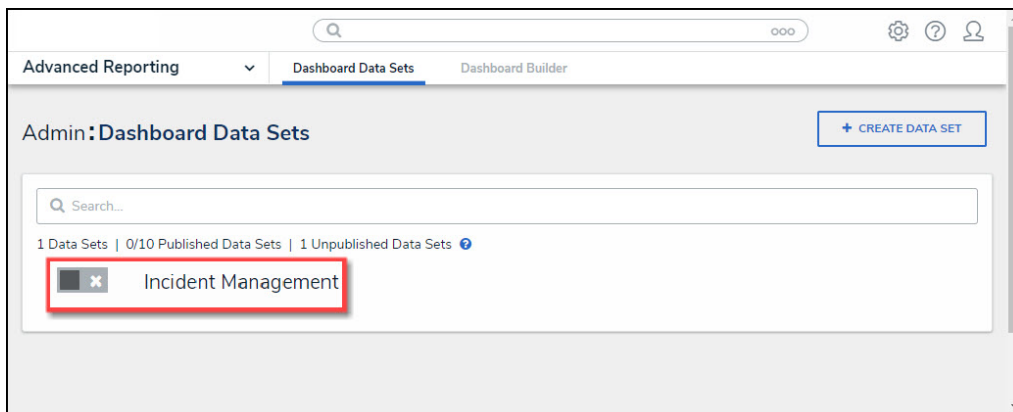 Advanced Reporting
Dashboard Data Sets
Dashboard Builder
Admin:Dashboard Data Sets
+ CREATE DATA SET
Search...
1 Data Sets | 0/10 Published Data Sets | 1 Unpublished Data Sets
Incident Management